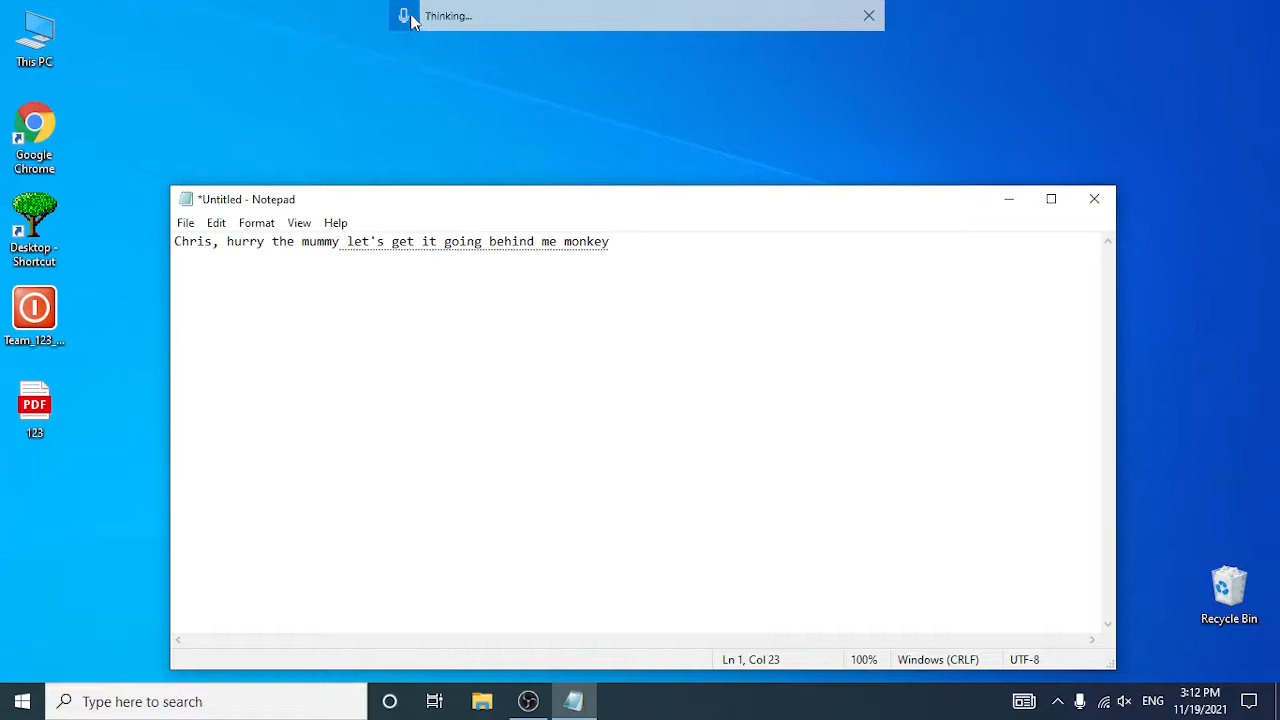 Thinking...
This PC
Google
Chrome
Desktop -
Shortcut
Team_123_...
PDF
123
*Untitled - Notepad
File Edit Format View Help
Chris, hurry the mummy let's get it going behind me monkey
Ln 1, Col 23
100%
Windows (CRLF)
UTF-8
Recycle Bin
Type here to search
ENG
3:12 PM
11/19/2021